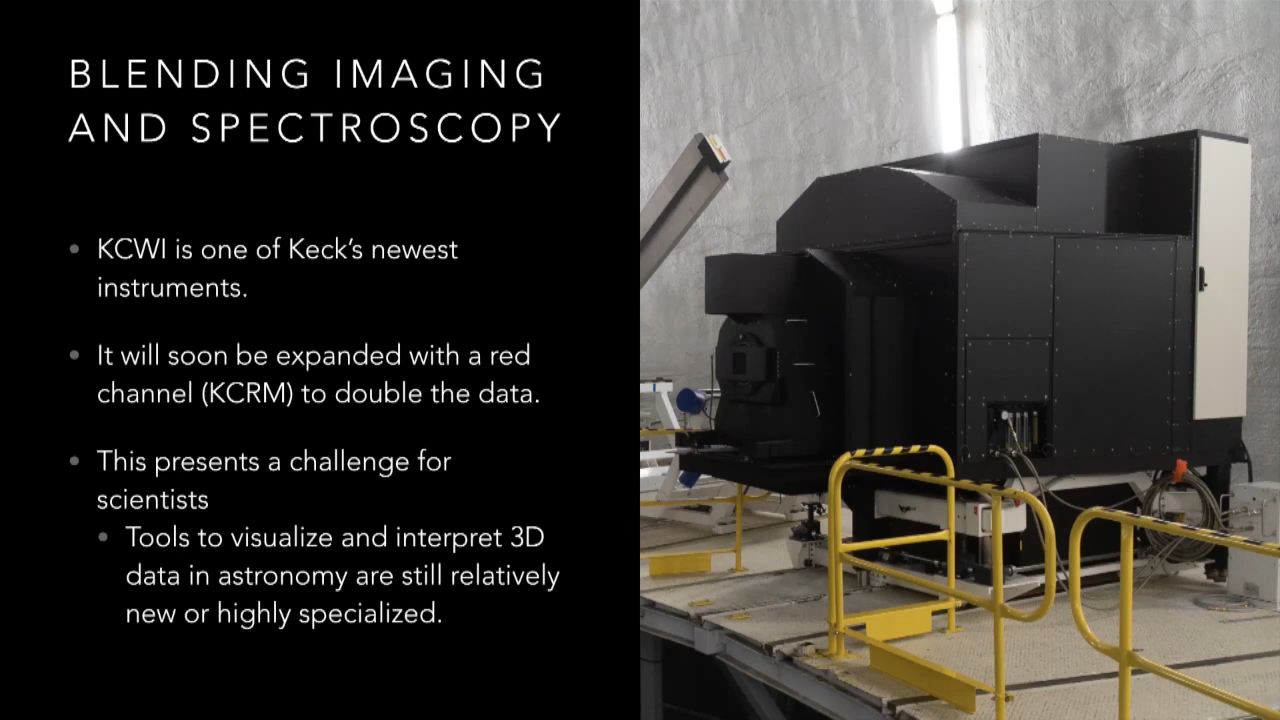 BLENDING IMAGING
AND SPECTROSCOPY
• KCWI is one of Keck’s newest
instruments.
• It will soon be expanded with a red
channel (KCRM) to double the data.
• This presents a challenge for
scientists
• Tools to visualize and interpret 3D
data in astronomy are still relatively
new or highly specialized.